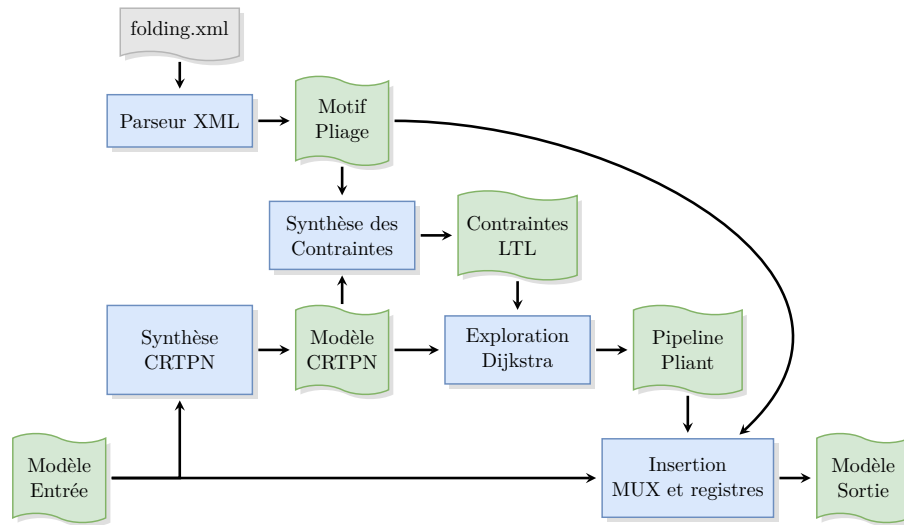 folding.xml
Parseur XML
Motif
Pliage
Synthèse des
Contraintes
Contraintes
LTL
Synthèse
CRTPN
Modèle
CRTPN
Exploration
Dijkstra
Pipeline
Pliant
Modèle
Entrée
Insertion
MUX et registres
Modèle
Sortie